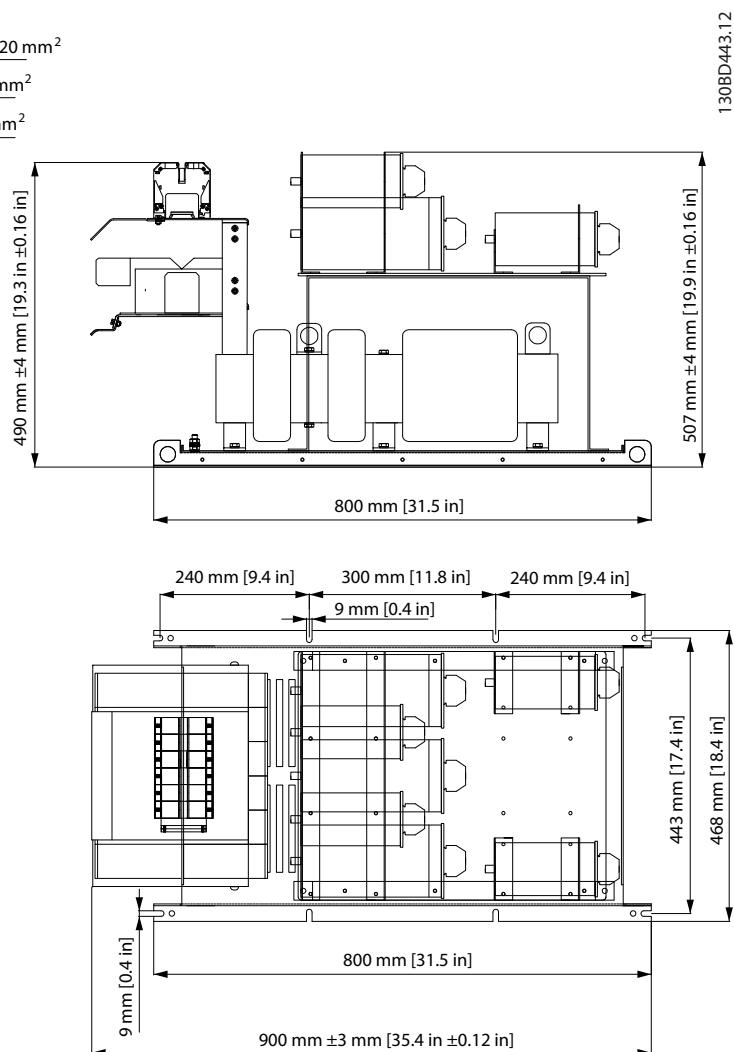 130BD443.12
20 mm²
mm²
m²
490 mm ±4 mm [19.3 in ±0.16 in]
507 mm ±4 mm [19.9 in ±0.16 in]
800 mm [31.5 in]
240 mm [9.4 in]
300 mm [11.8 in]
240 mm [9.4 in]
9 mm [0.4 in]
443 mm [17.4 in]
468 mm [18.4 in]
9 mm [0.4 in]
800 mm [31.5 in]
900 mm ±3 mm [35.4 in ±0.12 in]